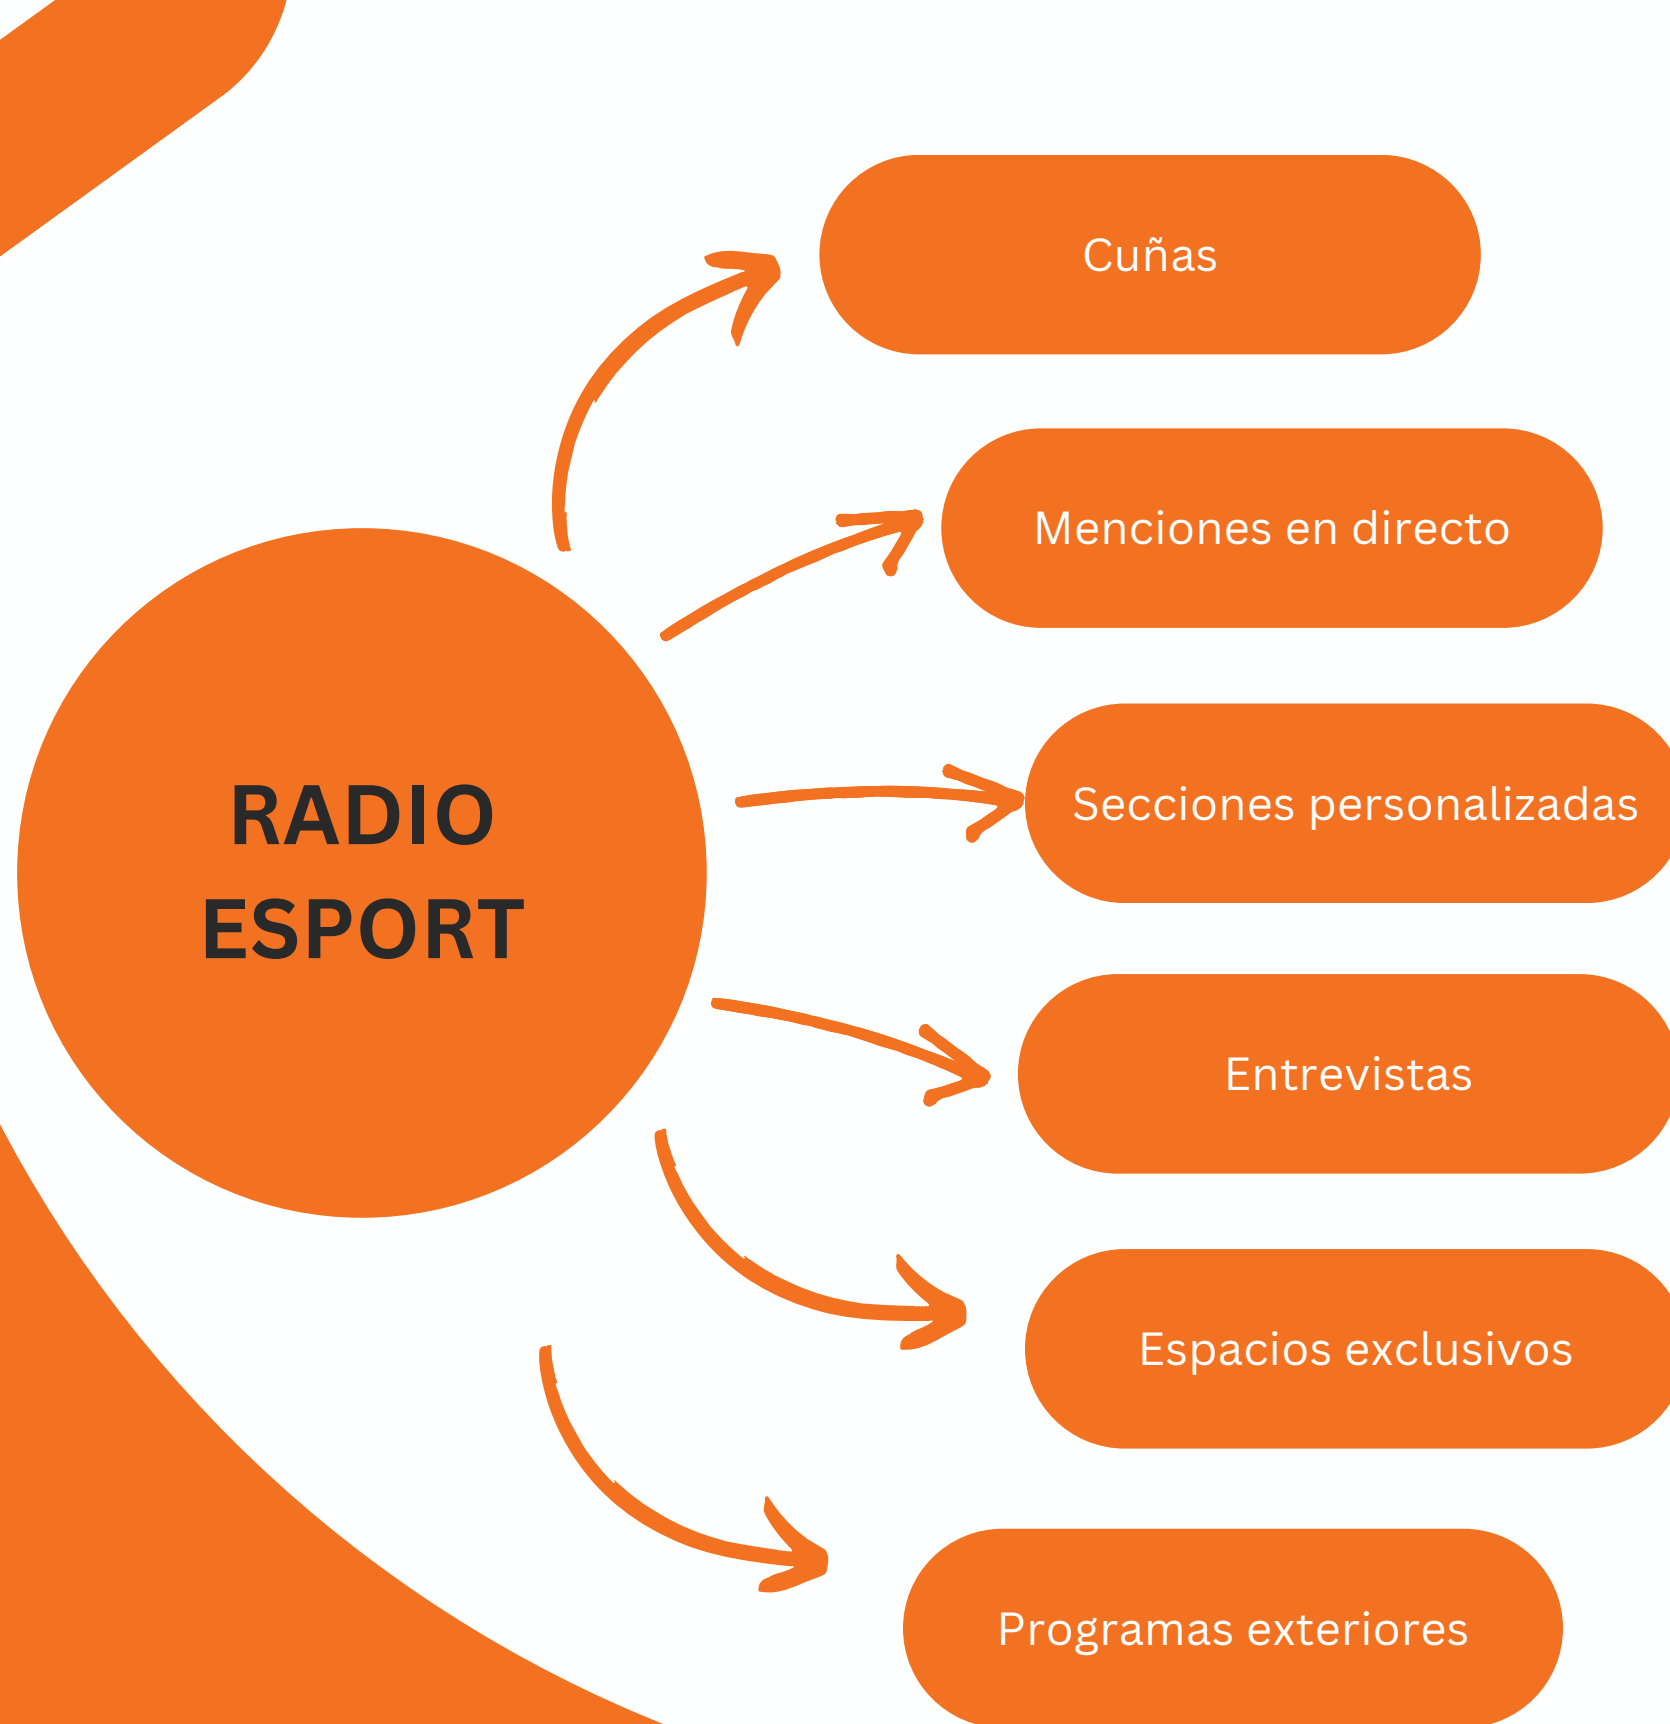 RADIO
ESPORT
Cuñas
Menciones en directo
Secciones personalizadas
Entrevistas
Espacios exclusivos
Programas exteriores